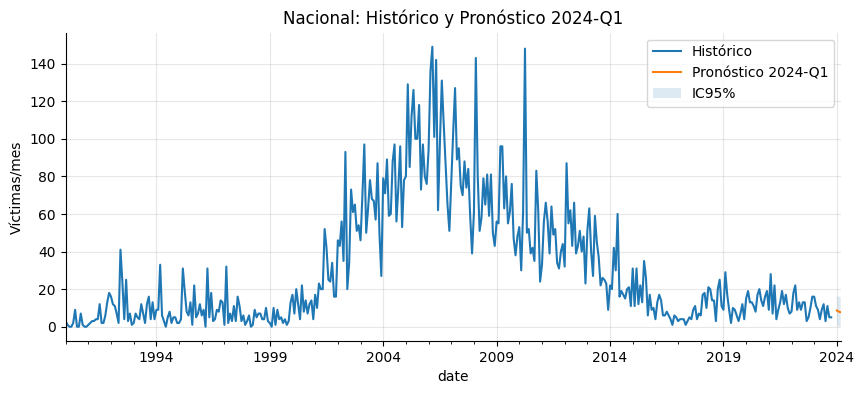 Nacional: Histórico y Pronóstico 2024-Q1
Histórico
Pronóstico 2024-Q1
IC95%
Víctimas/mes
140
120
100
80
60
40
20
0
1994
1999
2004
2009
2014
2019
2024
date